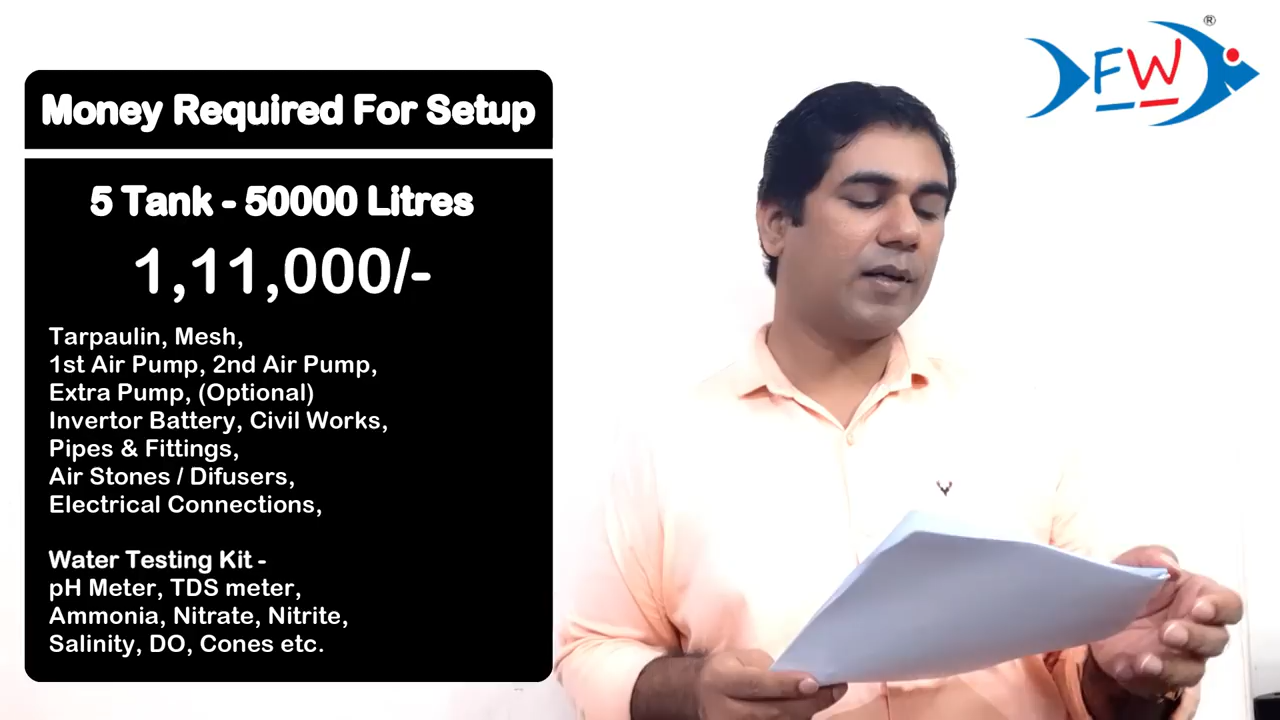 Money Required For Setup
5 Tank - 50000 Litres
1,11,000/-
Tarpaulin, Mesh,
1st Air Pump, 2nd Air Pump,
Extra Pump, (Optional)
Invertor Battery, Civil Works,
Pipes & Fittings,
Air Stones / Difusers,
Electrical Connections,
Water Testing Kit -
pH Meter, TDS meter,
Ammonia, Nitrate, Nitrite,
Salinity, DO, Cones etc.
FW ®